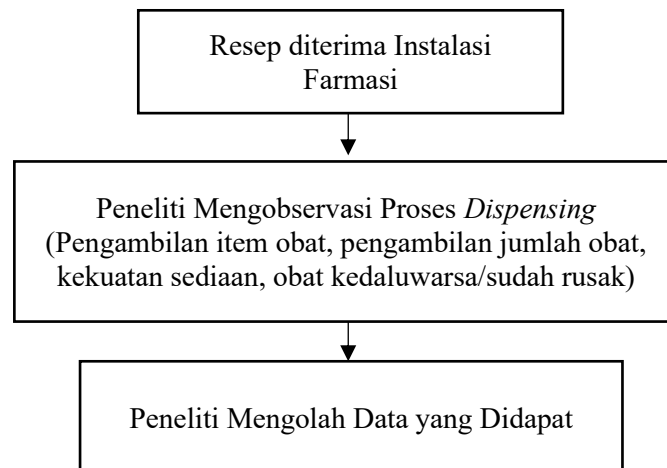 Resep diterima Instalasi
Farmasi
Peneliti Mengobservasi Proses Dispensing
(Pengambilan item obat, pengambilan jumlah obat,
kekuatan sediaan, obat kedaluwarsa/sudah rusak)
Peneliti Mengolah Data yang Didapat